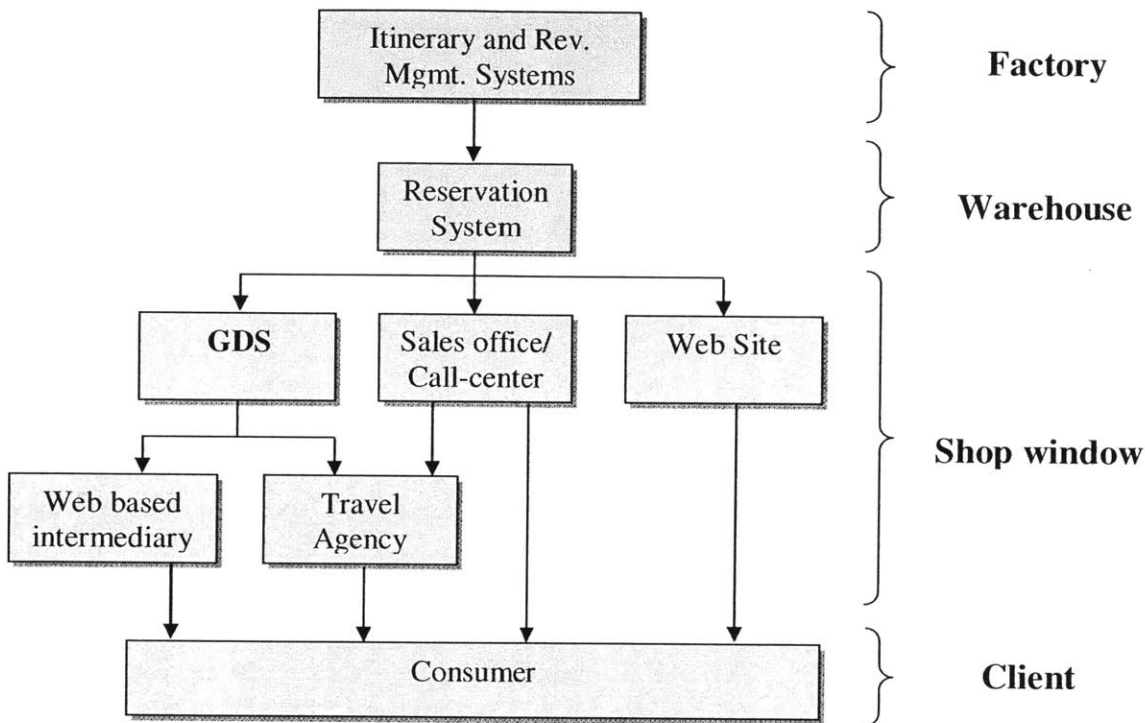 Itinerary and Rev.
Mgmt. Systems
Factory
Reservation
System
Warehouse
GDS
Sales office/
Call-center
Web Site
Shop window
Web based
intermediary
Travel
Agency
Consumer
Client